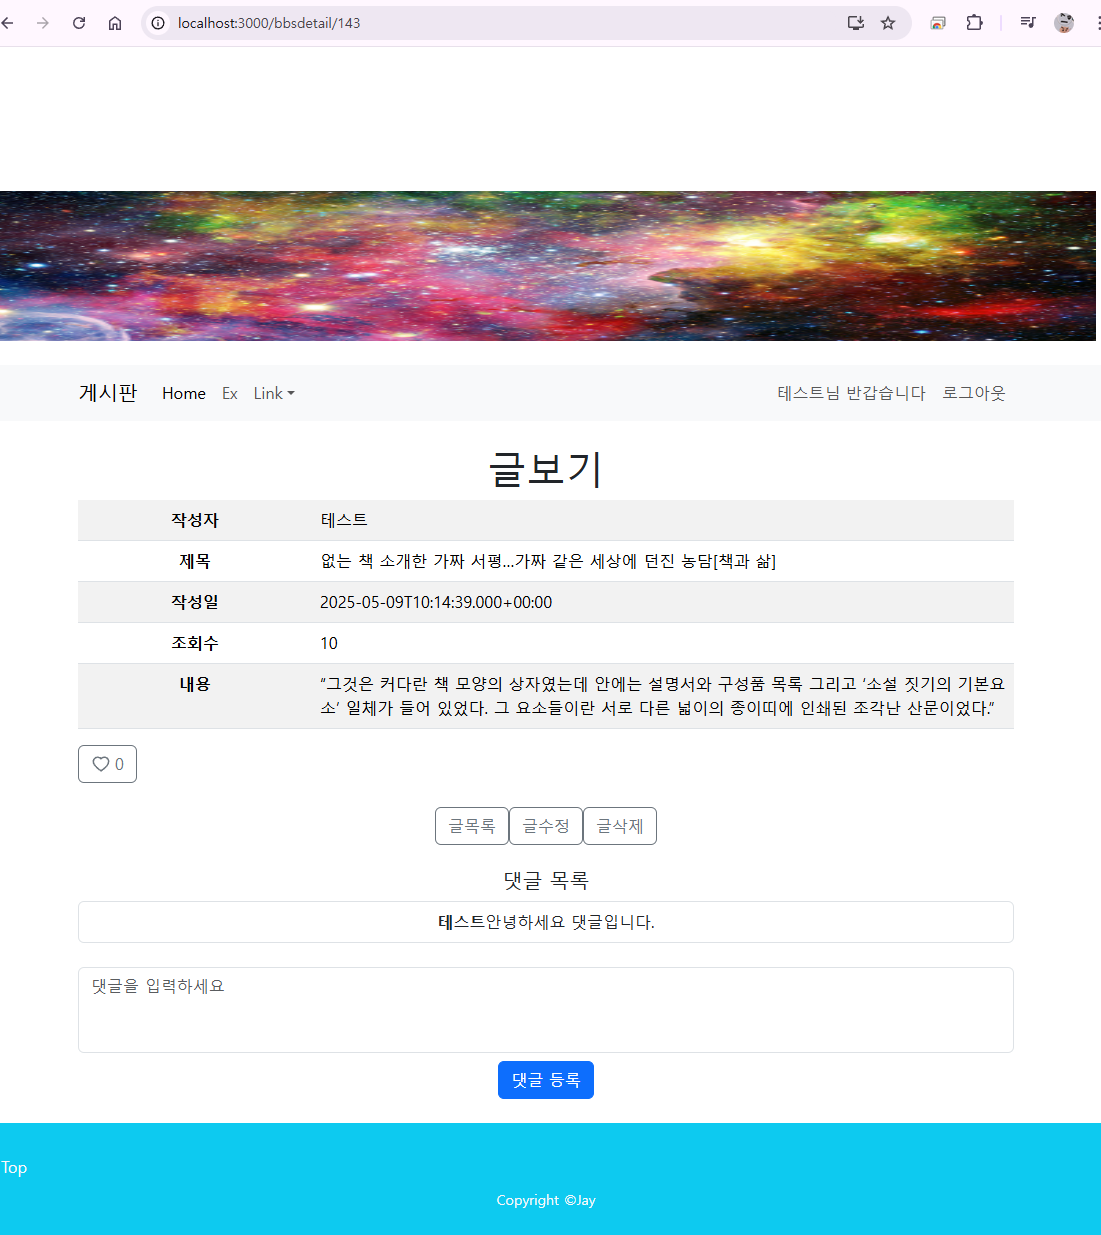 localhost:3000/bbsdetail/143
게시판 Home Ex Link 테스트님 반갑습니다 로그아웃
글보기
작성자 테스트
제목 없는 책 소개한 가짜 서평…가짜 같은 세상에 던진 농담[책과 삶]
작성일 2025-05-09T10:14:39.000+00:00
조회수 10
내용 “그것은 커다란 책 모양의 상자였는데 안에는 설명서와 구성품 목록 그리고 ‘소설 짓기의 기본요
소’ 일체가 들어 있었다. 그 요소들이란 서로 다른 넓이의 종이띠에 인쇄된 조각난 산문이었다.”
0
글목록 글수정 글삭제
댓글 목록
테스트안녕하세요 댓글입니다.
댓글을 입력하세요
댓글 등록
Top
Copyright ©Jay